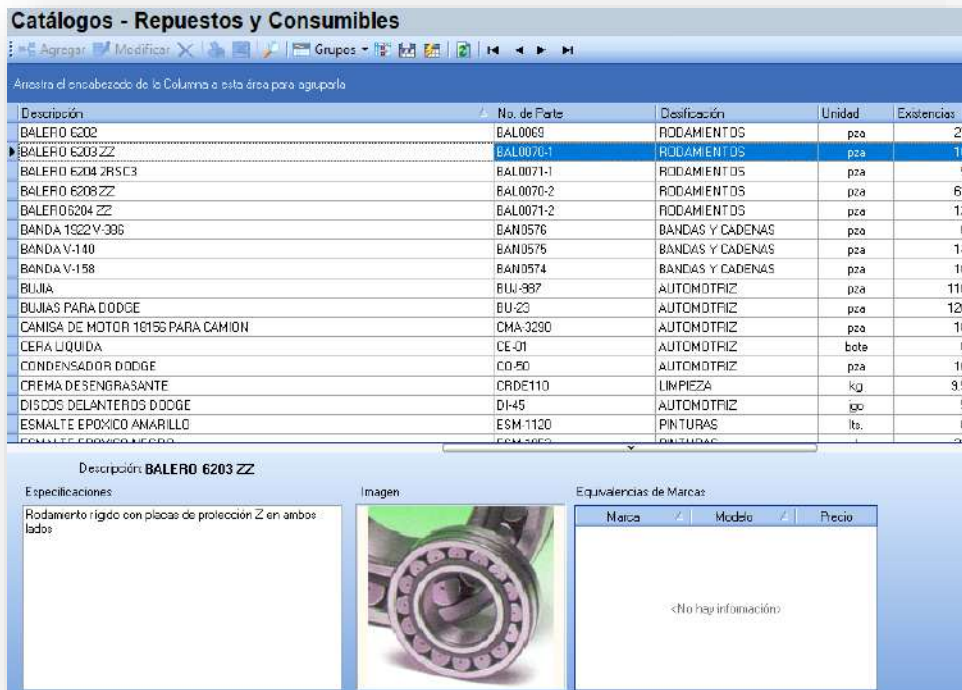 Catálogos - Repuestos y Consumibles
Agregar Modificar Grupos
Arrastra el encabezado de la Columna a esta área para agruparla
Descripción No. de Parte Clasificación Unidad Existencias
BALERO 6202 BAL0069 RODAMIENTOS pza
BALERO 6203 ZZ BAL0070-1 RODAMIENTOS pza
BALERO 6204 2RSC3 BAL0071-1 RODAMIENTOS pza
BALERO 6208 ZZ BAL0070-2 RODAMIENTOS pza
BALERO6204 ZZ BAL0071-2 RODAMIENTOS pza
BANDA 1922 V-396 BAN0576 BANDAS Y CADENAS pza
BANDA V-140 BAN0575 BANDAS Y CADENAS pza
BANDA V-158 BAN0574 BANDAS Y CADENAS pza
BUJIA BUJ-987 AUTOMOTRIZ pza
BUJIAS PARA DODGE BU-23 AUTOMOTRIZ pza
CAMISA DE MOTOR 18156 PARA CAMION CMA-3290 AUTOMOTRIZ pza
CERA LIQUIDA CE-01 AUTOMOTRIZ bote
CONDENSADOR DODGE CO-50 AUTOMOTRIZ pza
CREMA DESENGRASANTE CRDE110 LIMPIEZA kg
DISCOS DELANTEROS DODGE DI-45 AUTOMOTRIZ jgo
ESMALTE EPOXICO AMARILLO ESM-1120 PINTURAS lts.
Descripción: BALERO 6203 ZZ
Especificaciones Imagen Equivalencias de Marcas
Rodamiento rígido con placas de protección Z en ambos
lados
Marca Modelo Precio
<No hay información>